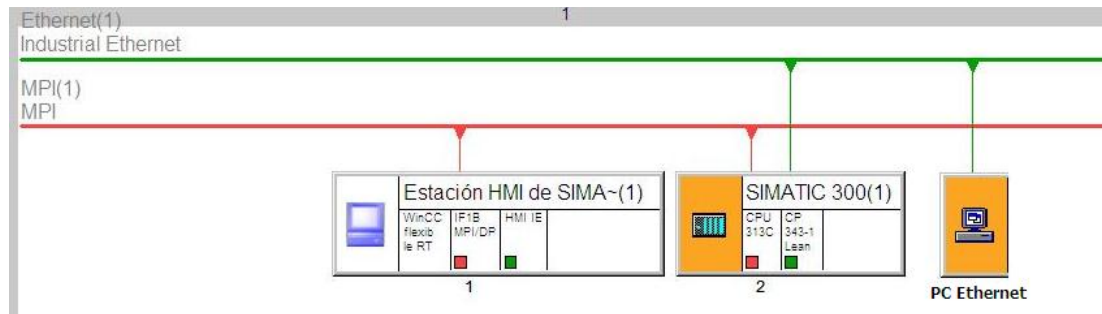 1
Ethernet(1)
Industrial Ethernet
MPI(1)
MPI
Estación HMI de SIMA~(1)
WinCC
flexib
le RT
IF1B
MPI/DP
HMI IE
1
SIMATIC 300(1)
CPU
313C
CP
343-1
Lean
2
PC Ethernet